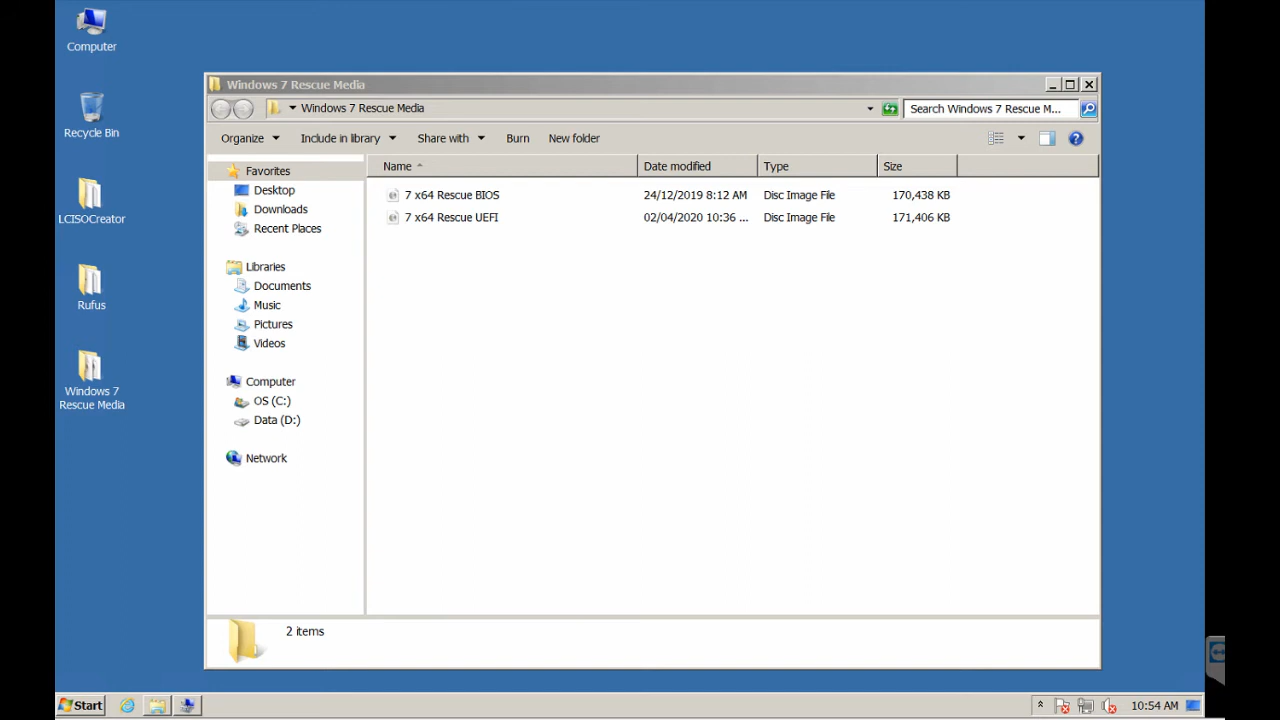 Computer
Recycle Bin
LCISOCreator
Rufus
Windows 7
Rescue Media
Windows 7 Rescue Media
Windows 7 Rescue Media
Search Windows 7 Rescue M...
Organize
Include in library
Share with
Burn
New folder
Name
Date modified
Type
Size
7 x64 Rescue BIOS
24/12/2019 8:12 AM
Disc Image File
170,438 KB
7 x64 Rescue UEFI
02/04/2020 10:36 ...
Disc Image File
171,406 KB
Favorites
Desktop
Downloads
Recent Places
Libraries
Documents
Music
Pictures
Videos
Computer
OS (C:)
Data (D:)
Network
2 items
Start
10:54 AM